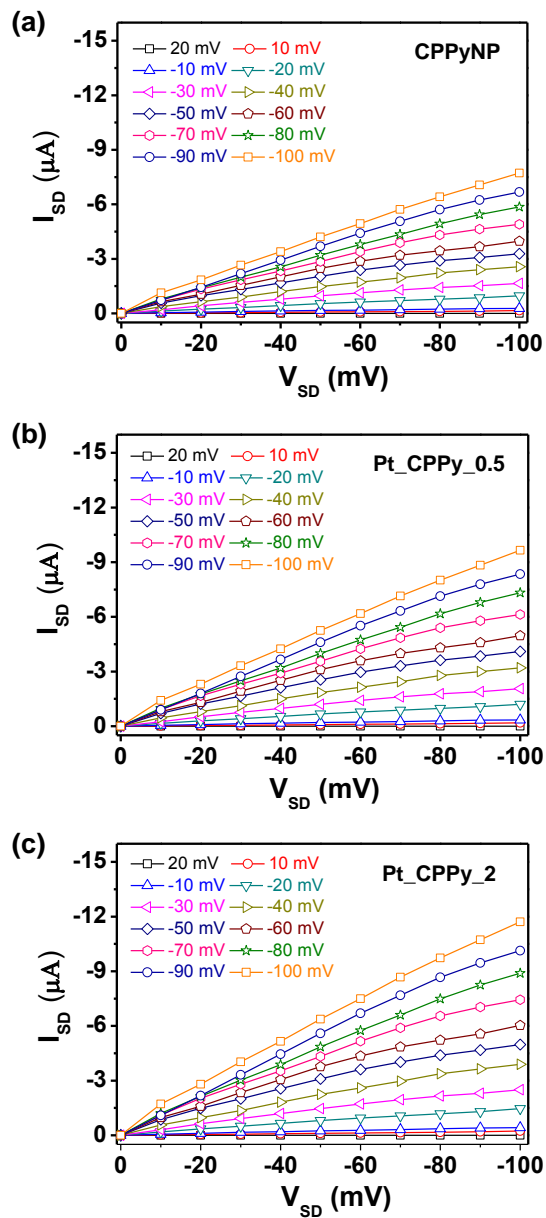 (a)
CPPyNP
20 mV 10 mV
-10 mV -20 mV
-30 mV -40 mV
-50 mV -60 mV
-70 mV -80 mV
-90 mV -100 mV
-15
-12
-9
-6
-3
0
I_SD (μA)
0 -20 -40 -60 -80 -100
V_SD (mV)
(b)
Pt_CPPy_0.5
20 mV 10 mV
-10 mV -20 mV
-30 mV -40 mV
-50 mV -60 mV
-70 mV -80 mV
-90 mV -100 mV
-15
-12
-9
-6
-3
0
I_SD (μA)
0 -20 -40 -60 -80 -100
V_SD (mV)
(c)
Pt_CPPy_2
20 mV 10 mV
-10 mV -20 mV
-30 mV -40 mV
-50 mV -60 mV
-70 mV -80 mV
-90 mV -100 mV
-15
-12
-9
-6
-3
0
I_SD (μA)
0 -20 -40 -60 -80 -100
V_SD (mV)